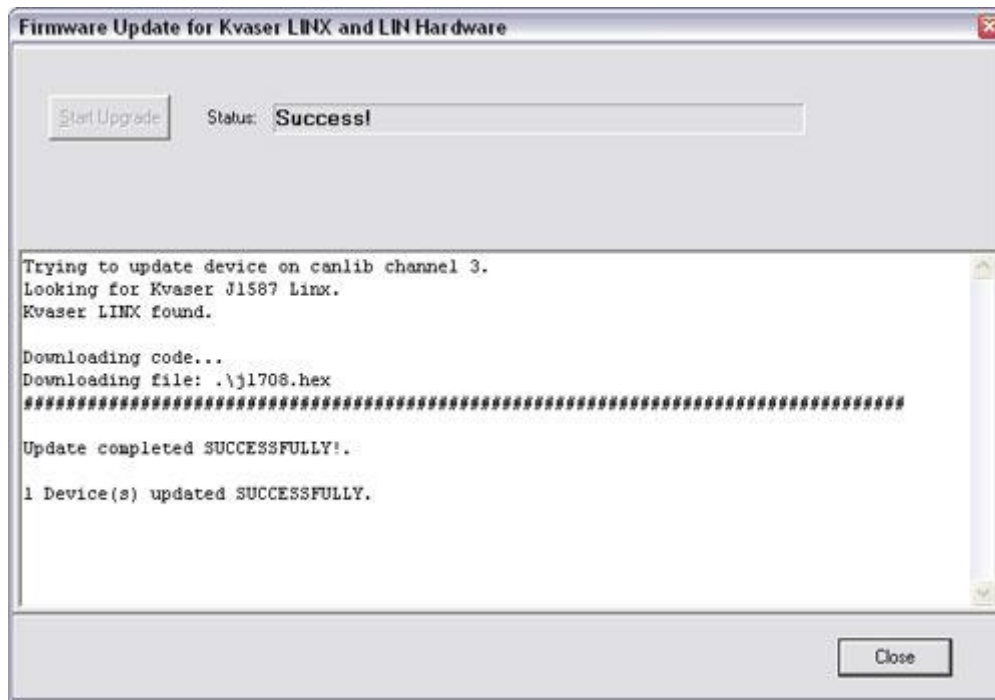 Firmware Update for Kvaser LINX and LIN Hardware
Start Upgrade
Status: Success!
Trying to update device on canlib channel 3.
Looking for Kvaser J1587 Linx.
Kvaser LINX found.
Downloading code...
Downloading file: .\j1708.hex
################################################################################
Update completed SUCCESSFULLY!.
1 Device(s) updated SUCCESSFULLY.
Close